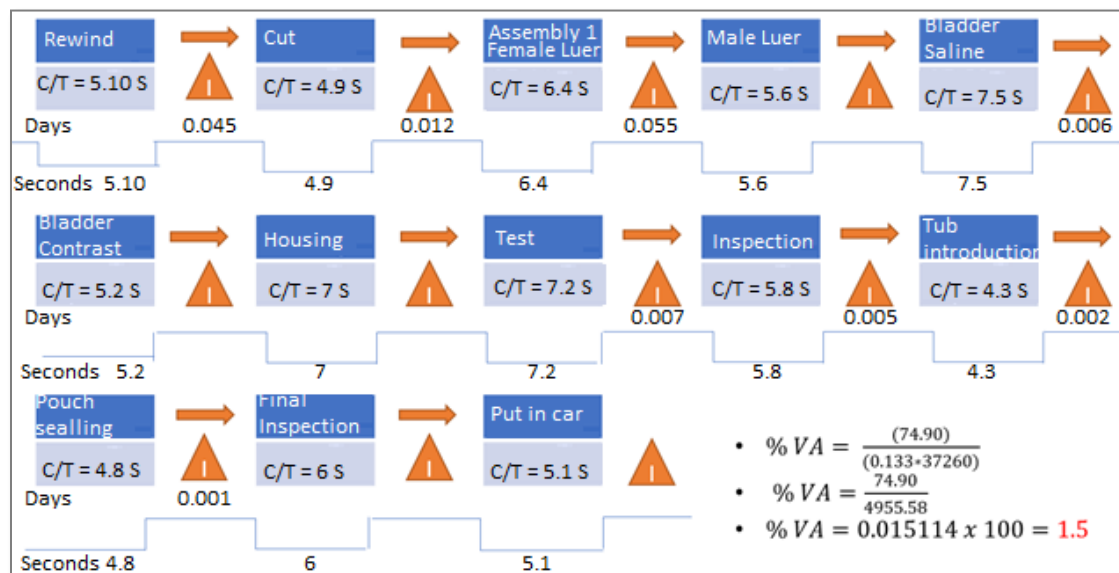 Rewind
Cut
Assembly 1
Female Luer
Male Luer
Bladder
Saline
C/T = 5.10 S
C/T = 4.9 S
C/T = 6.4 S
C/T = 5.6 S
C/T = 7.5 S
I I I I I
Days 0.045 0.012 0.055 0.006
Seconds 5.10 4.9 6.4 5.6 7.5
Bladder
Contrast
Housing
Test
Inspection
Tub
introduction
C/T = 5.2 S
C/T = 7 S
C/T = 7.2 S
C/T = 5.8 S
C/T = 4.3 S
I I I I I
Days 0.007 0.005 0.002
Seconds 5.2 7 7.2 5.8 4.3
Pouch
sealling
Final
Inspection
Put in car
C/T = 4.8 S
C/T = 6 S
C/T = 5.1 S
I I I I
Days 0.001
Seconds 4.8 6 5.1
• % VA = (74.90) / (0.133*37260)
• % VA = 74.90 / 4955.58
• % VA = 0.015114 x 100 = 1.5